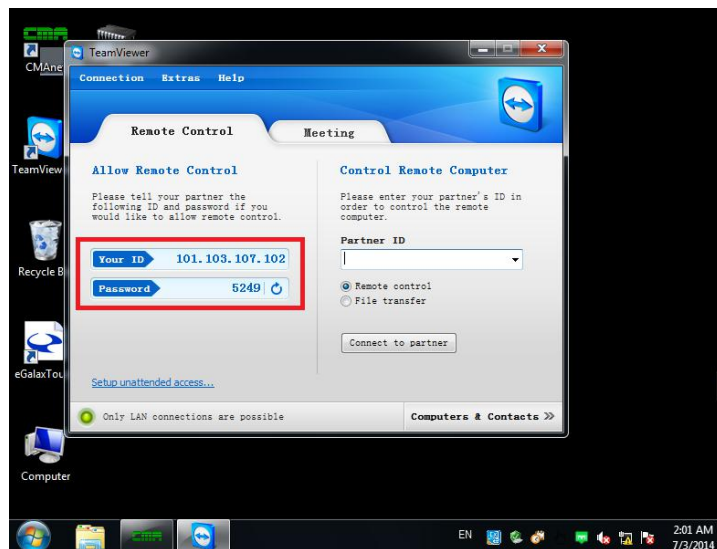 CMA
CMAne
TeamViewer
Connection Extras Help
Remote Control
Meeting
TeamView
Allow Remote Control
Please tell your partner the
following ID and password if you
would like to allow remote control.
Your ID 101.103.107.102
Password 5249
Setup unattended access...
Control Remote Computer
Please enter your partner's ID in
order to control the remote
computer.
Partner ID
Remote control
File transfer
Connect to partner
Only LAN connections are possible
Computers & Contacts
Recycle B
eGalaxTou
Computer
CMA
EN
2:01 AM
7/3/2014